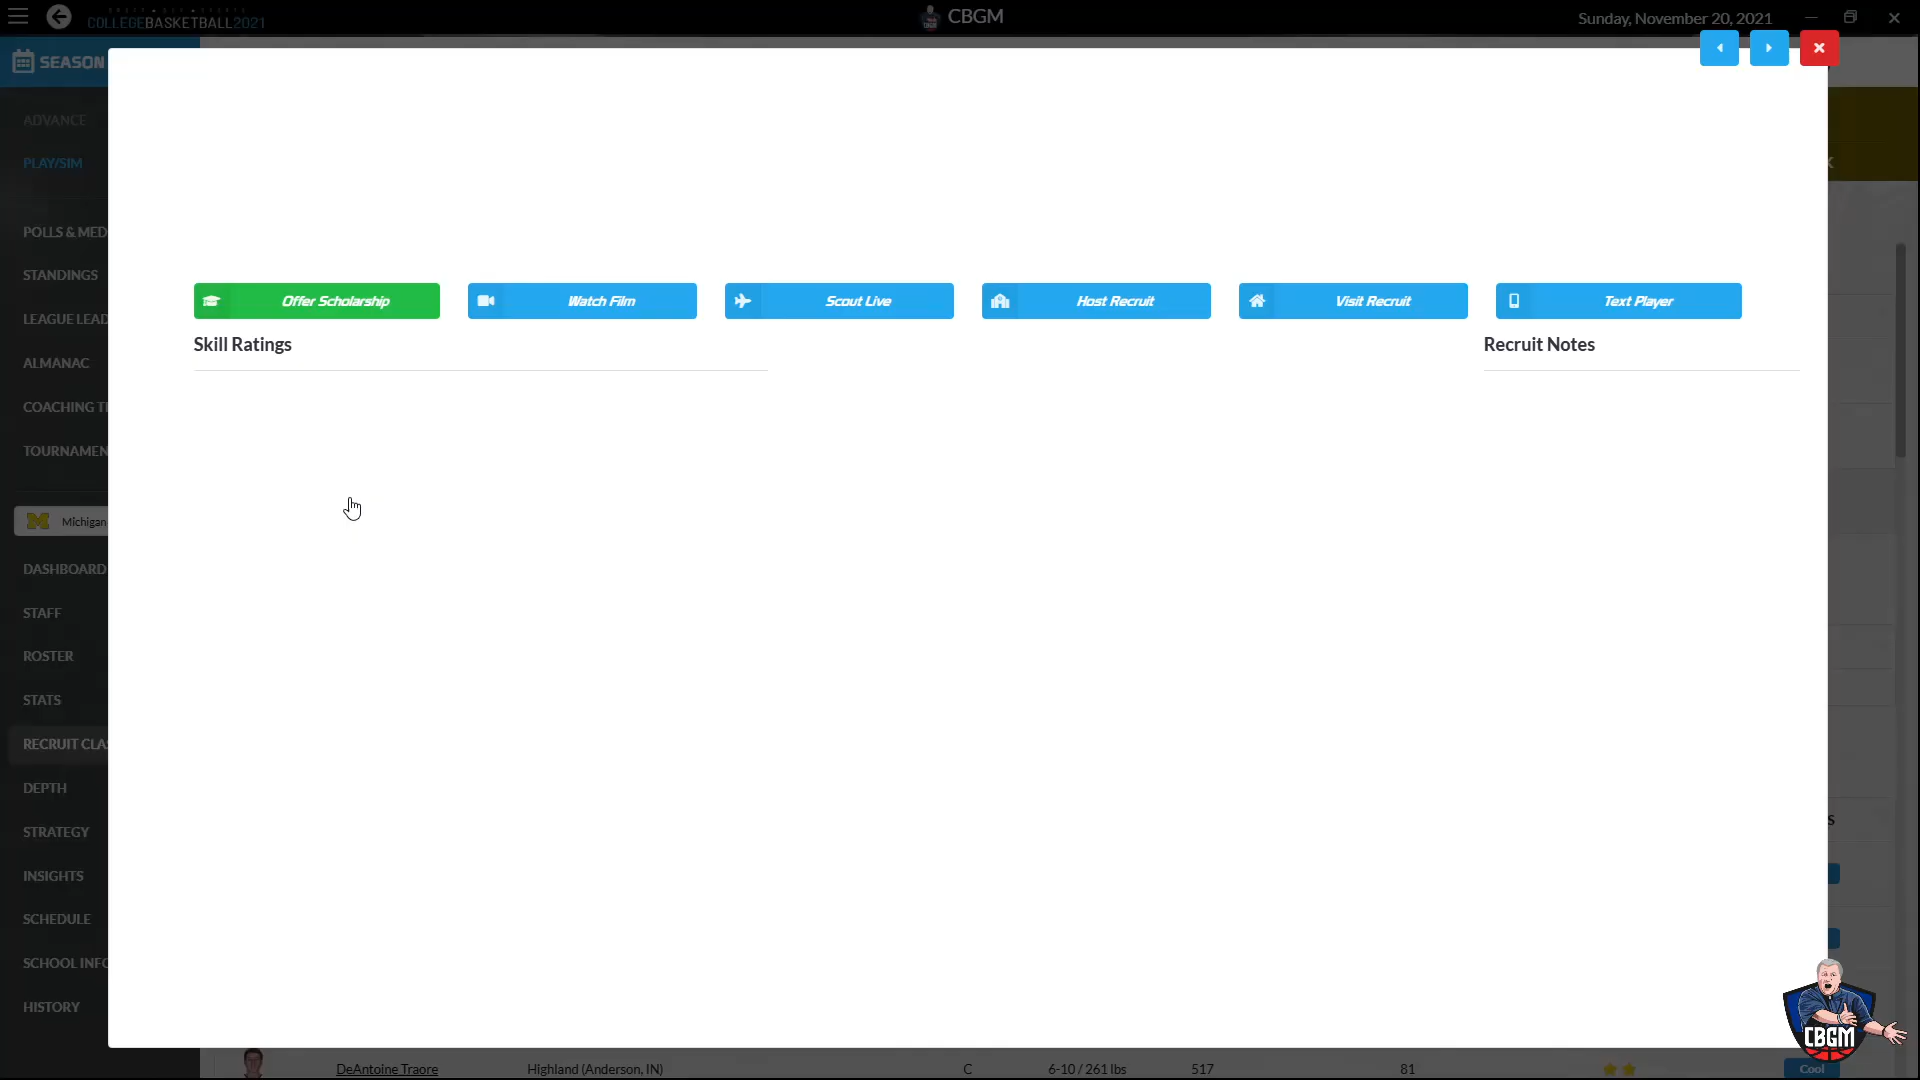 COLLEGEBASKETBALL2021
CBGM
Sunday, November 20, 2021
SEASON
ADVANCE
PLAY/SIM
POLLS & MED
STANDINGS
LEAGUE LEAD
ALMANAC
COACHING T
TOURNAMEN
Michigan
DASHBOARD
STAFF
ROSTER
STATS
RECRUIT CLA
DEPTH
STRATEGY
INSIGHTS
SCHEDULE
SCHOOL INFO
HISTORY
Offer Scholarship
Watch Film
Scout Live
Host Recruit
Visit Recruit
Text Player
Skill Ratings
Recruit Notes
S
CBGM
DeAntoine Traore
Highland (Anderson, IN)
C
6-10 / 261 lbs
517
81
Cool